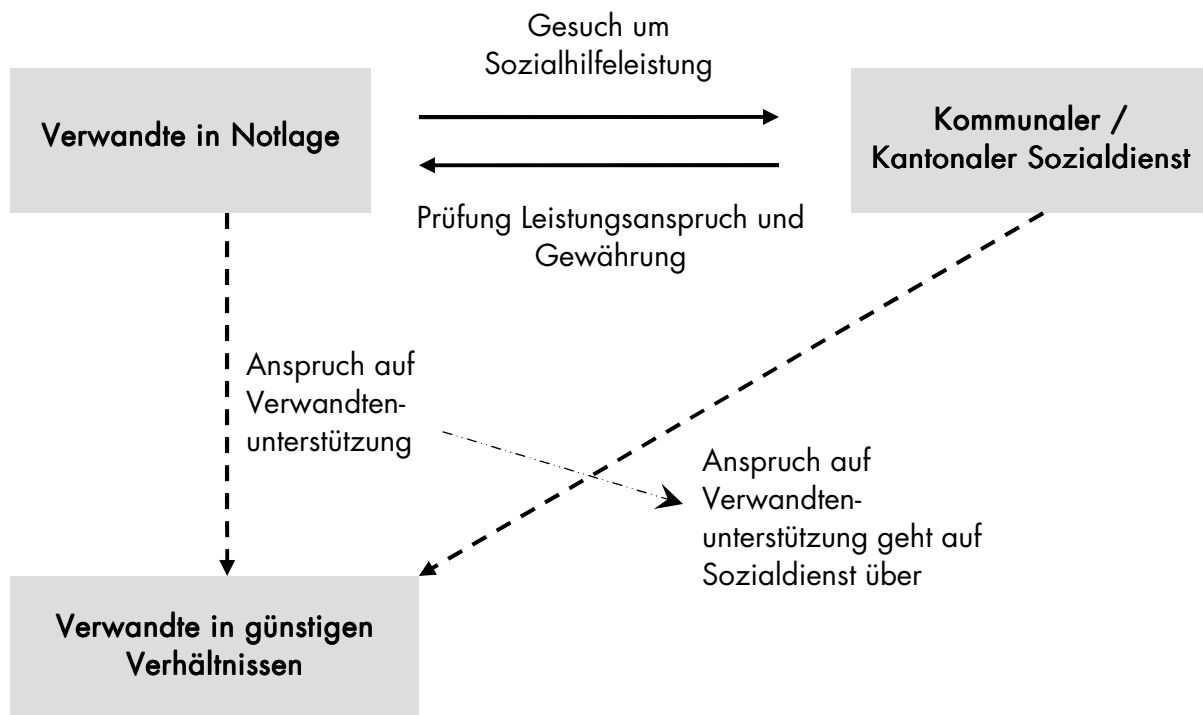 Gesuch um
Sozialhilfeleistung
Verwandte in Notlage
Kommunaler /
Kantonaler Sozialdienst
Prüfung Leistungsanspruch und
Gewährung
Anspruch auf
Verwandten-
unterstützung
Anspruch auf
Verwandten-
unterstützung geht auf
Sozialdienst über
Verwandte in günstigen
Verhältnissen